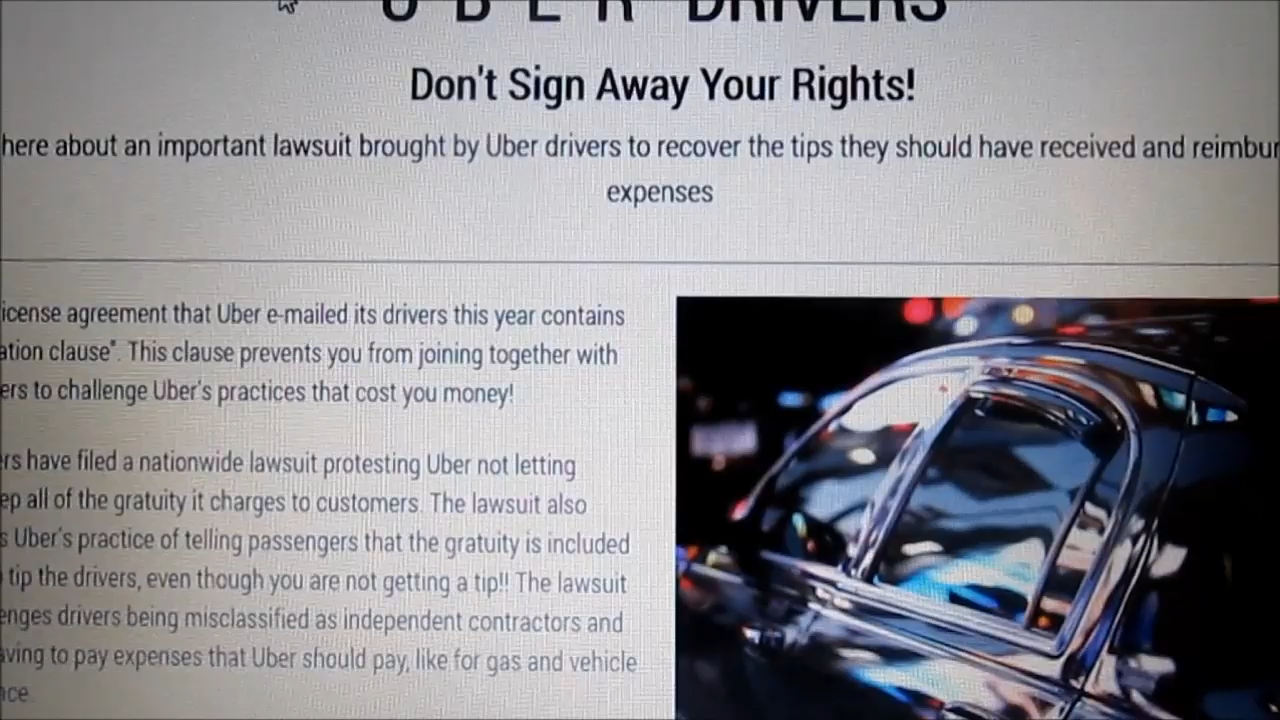 UBER DRIVERS
Don't Sign Away Your Rights!
here about an important lawsuit brought by Uber drivers to recover the tips they should have received and reimbur
expenses
icense agreement that Uber e-mailed its drivers this year contains
ation clause". This clause prevents you from joining together with
ers to challenge Uber's practices that cost you money!
rs have filed a nationwide lawsuit protesting Uber not letting
ep all of the gratuity it charges to customers. The lawsuit also
s Uber's practice of telling passengers that the gratuity is included
tip the drivers, even though you are not getting a tip!! The lawsuit
enges drivers being misclassified as independent contractors and
aving to pay expenses that Uber should pay, like for gas and vehicle
nce.